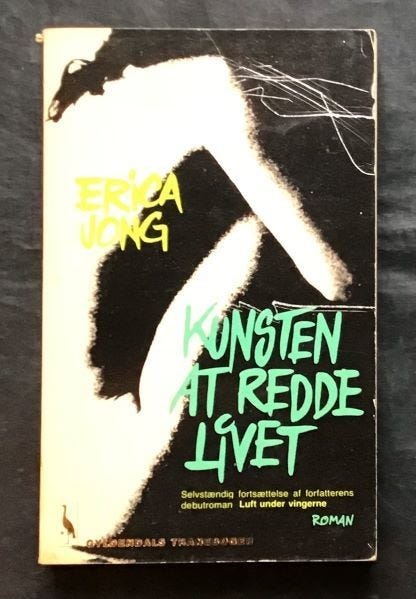 ERICA
JONG
KUNSTEN
AT REDDE
LIVET
Selvstændig fortsættelse af forfatterens
debutroman Luft under vingerne
ROMAN
GYLDENDALS TRANEBØGER